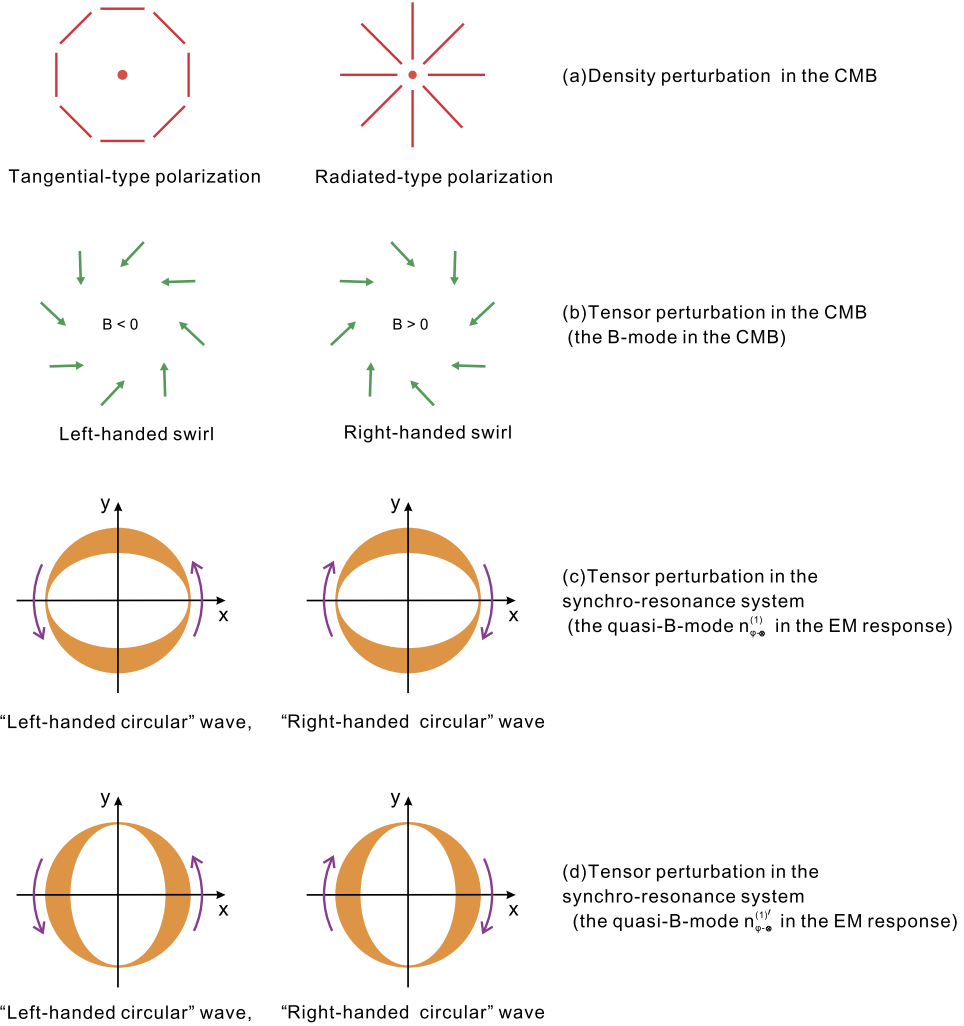 (a)Density perturbation in the CMB
Tangential-type polarization
Radiated-type polarization
B < 0
B > 0
(b)Tensor perturbation in the CMB
(the B-mode in the CMB)
Left-handed swirl
Right-handed swirl
y
x
y
x
(c)Tensor perturbation in the
synchro-resonance system
(the quasi-B-mode n(1)φ-⊗ in the EM response)
“Left-handed circular” wave,
“Right-handed circular” wave
y
x
y
x
(d)Tensor perturbation in the
synchro-resonance system
(the quasi-B-mode n(1)′φ-⊗ in the EM response)
“Left-handed circular” wave,
“Right-handed circular” wave